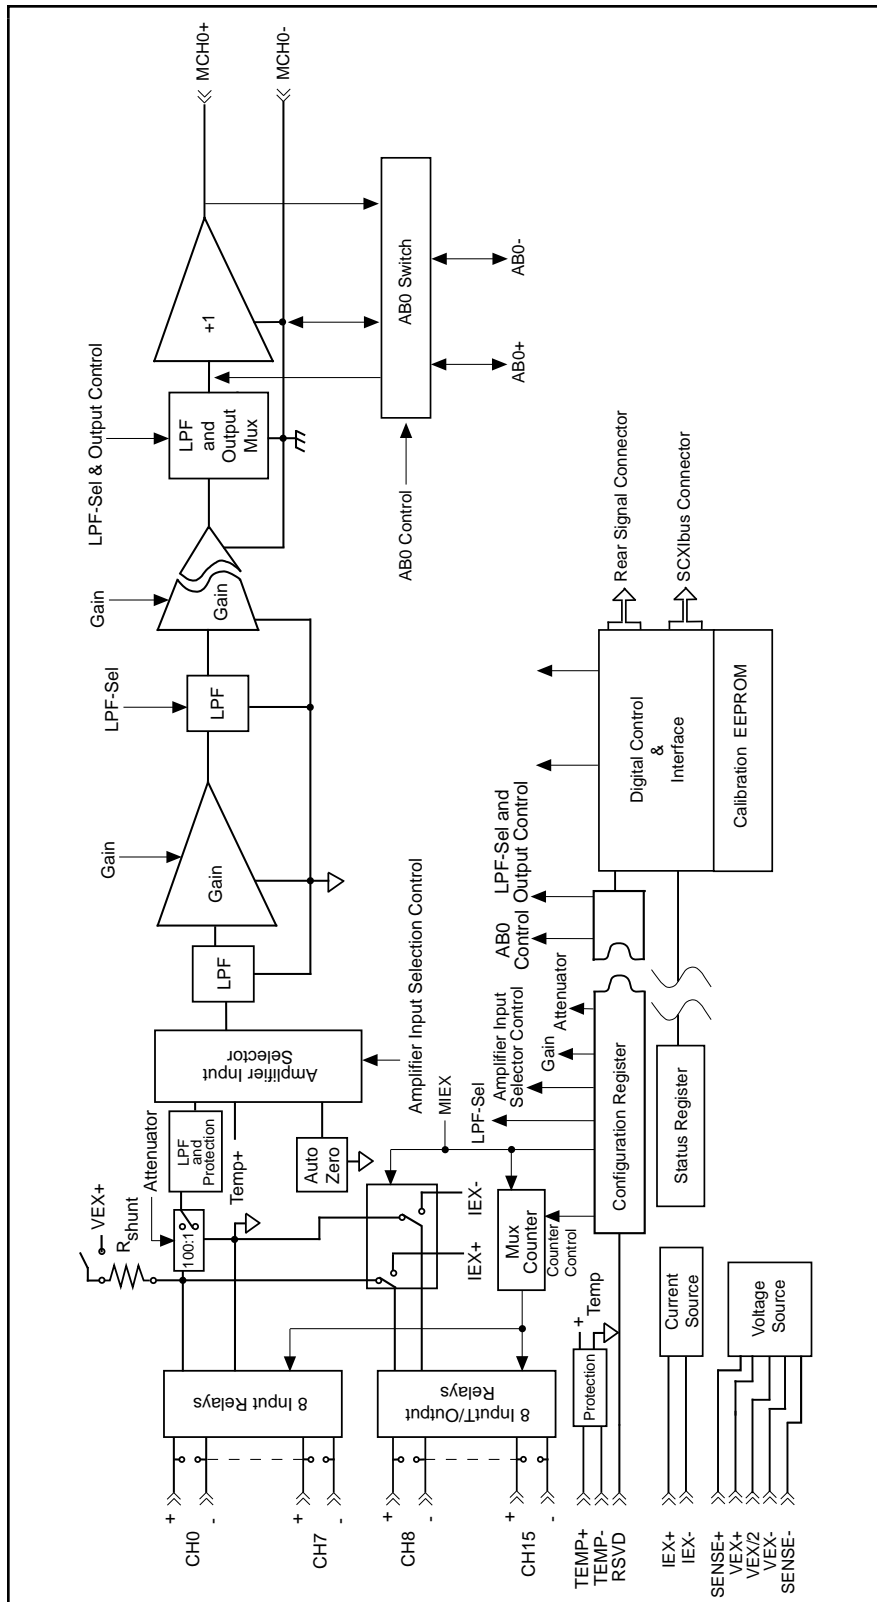 MCH0+
MCH0-
+1
AB0 Switch
AB0-
AB0+
AB0 Control
LPF-Sel & Output Control
LPF
and
Output
Mux
Gain
Gain
LPF-Sel
LPF
Gain
Gain
LPF
Amplifier Input
Selector
Amplifier Input Selection Control
Attenuator
LPF
and
Protection
Temp+
Auto
Zero
VEX+
Rshunt
100:1
MIEX
IEX-
IEX+
Mux
Counter
Counter
Control
8 Input Relays
8 InputT/Output
Relays
+
-
CH0
+
-
CH7
+
-
CH8
+
-
CH15
Rear Signal Connector
SCXIbus Connector
Digital Control
&
Interface
Calibration EEPROM
LPF-Sel and
Output Control
AB0
Control
Attenuator
Gain
Amplifier Input
Selector Control
LPF-Sel
Configuration Register
Status Register
+
Temp
Protection
TEMP+
TEMP-
RSVD
Current
Source
IEX+
IEX-
Voltage
Source
SENSE+
VEX+
VEX/2
VEX-
SENSE-